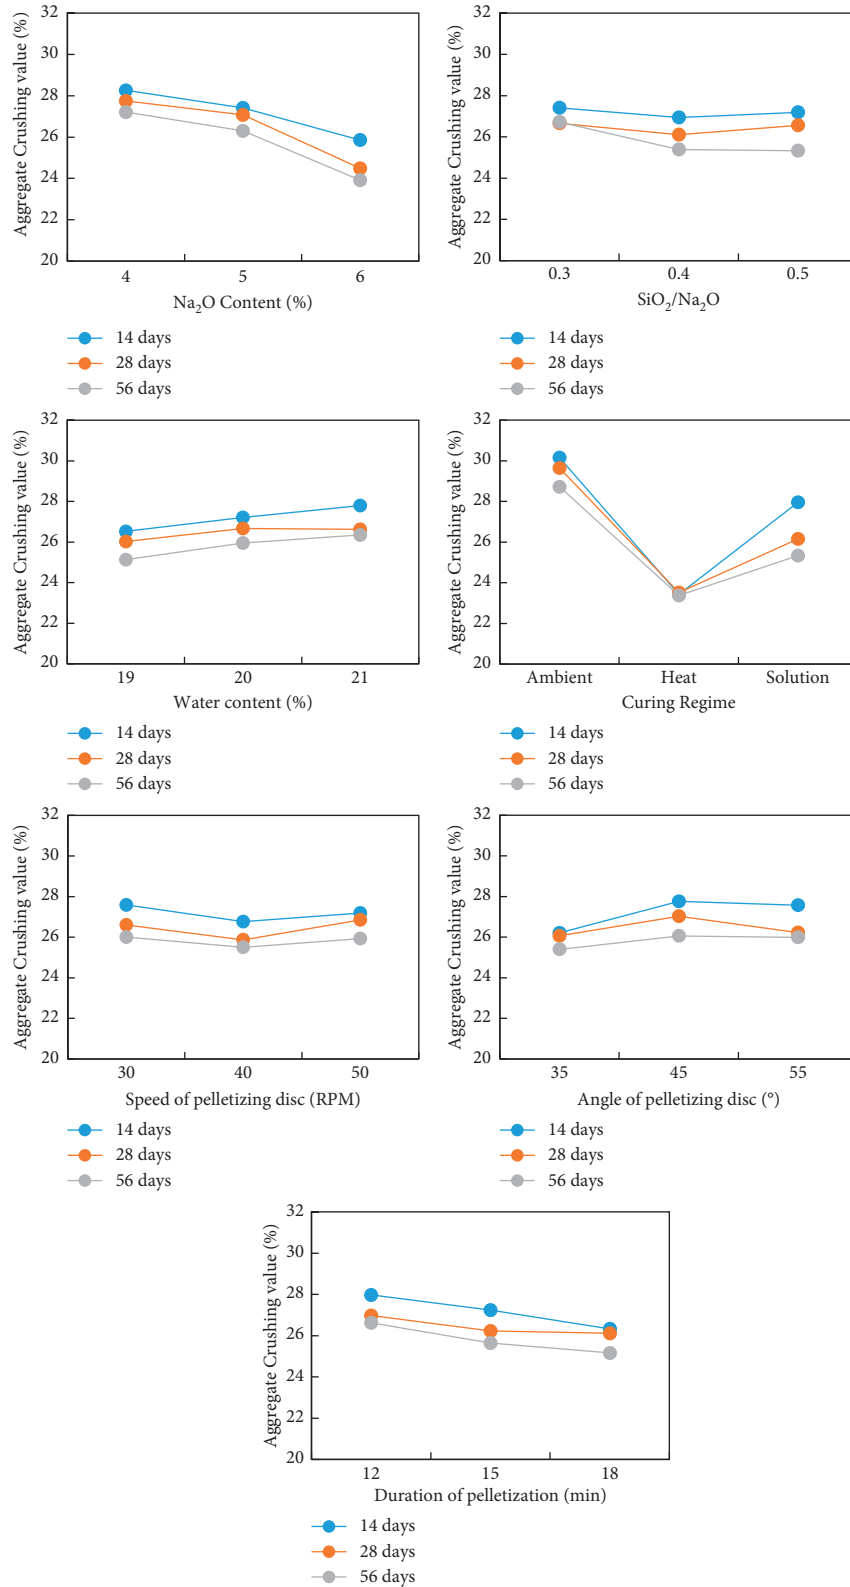 Aggregate Crushing value (%)
32
30
28
26
24
22
20
4 5 6
Na₂O Content (%)
14 days
28 days
56 days
Aggregate Crushing value (%)
32
30
28
26
24
22
20
0.3 0.4 0.5
SiO₂/Na₂O
14 days
28 days
56 days
Aggregate Crushing value (%)
32
30
28
26
24
22
20
19 20 21
Water content (%)
14 days
28 days
56 days
Aggregate Crushing value (%)
32
30
28
26
24
22
20
Ambient Heat Solution
Curing Regime
14 days
28 days
56 days
Aggregate Crushing value (%)
32
30
28
26
24
22
20
30 40 50
Speed of pelletizing disc (RPM)
14 days
28 days
56 days
Aggregate Crushing value (%)
32
30
28
26
24
22
20
35 45 55
Angle of pelletizing disc (°)
14 days
28 days
56 days
Aggregate Crushing value (%)
32
30
28
26
24
22
20
12 15 18
Duration of pelletization (min)
14 days
28 days
56 days